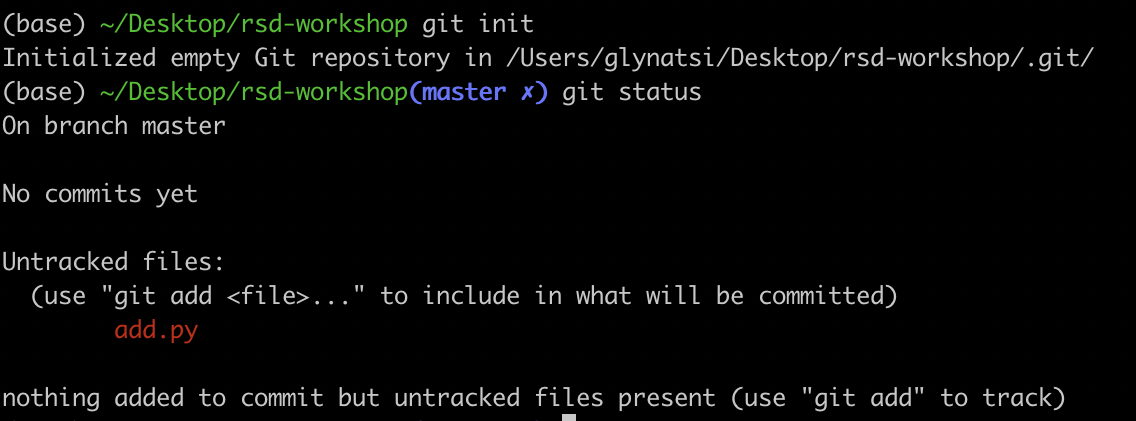 (base) ~/Desktop/rsd-workshop git init
Initialized empty Git repository in /Users/glynatsi/Desktop/rsd-workshop/.git/
(base) ~/Desktop/rsd-workshop(master ✗) git status
On branch master
No commits yet
Untracked files:
(use "git add <file>..." to include in what will be committed)
add.py
nothing added to commit but untracked files present (use "git add" to track)